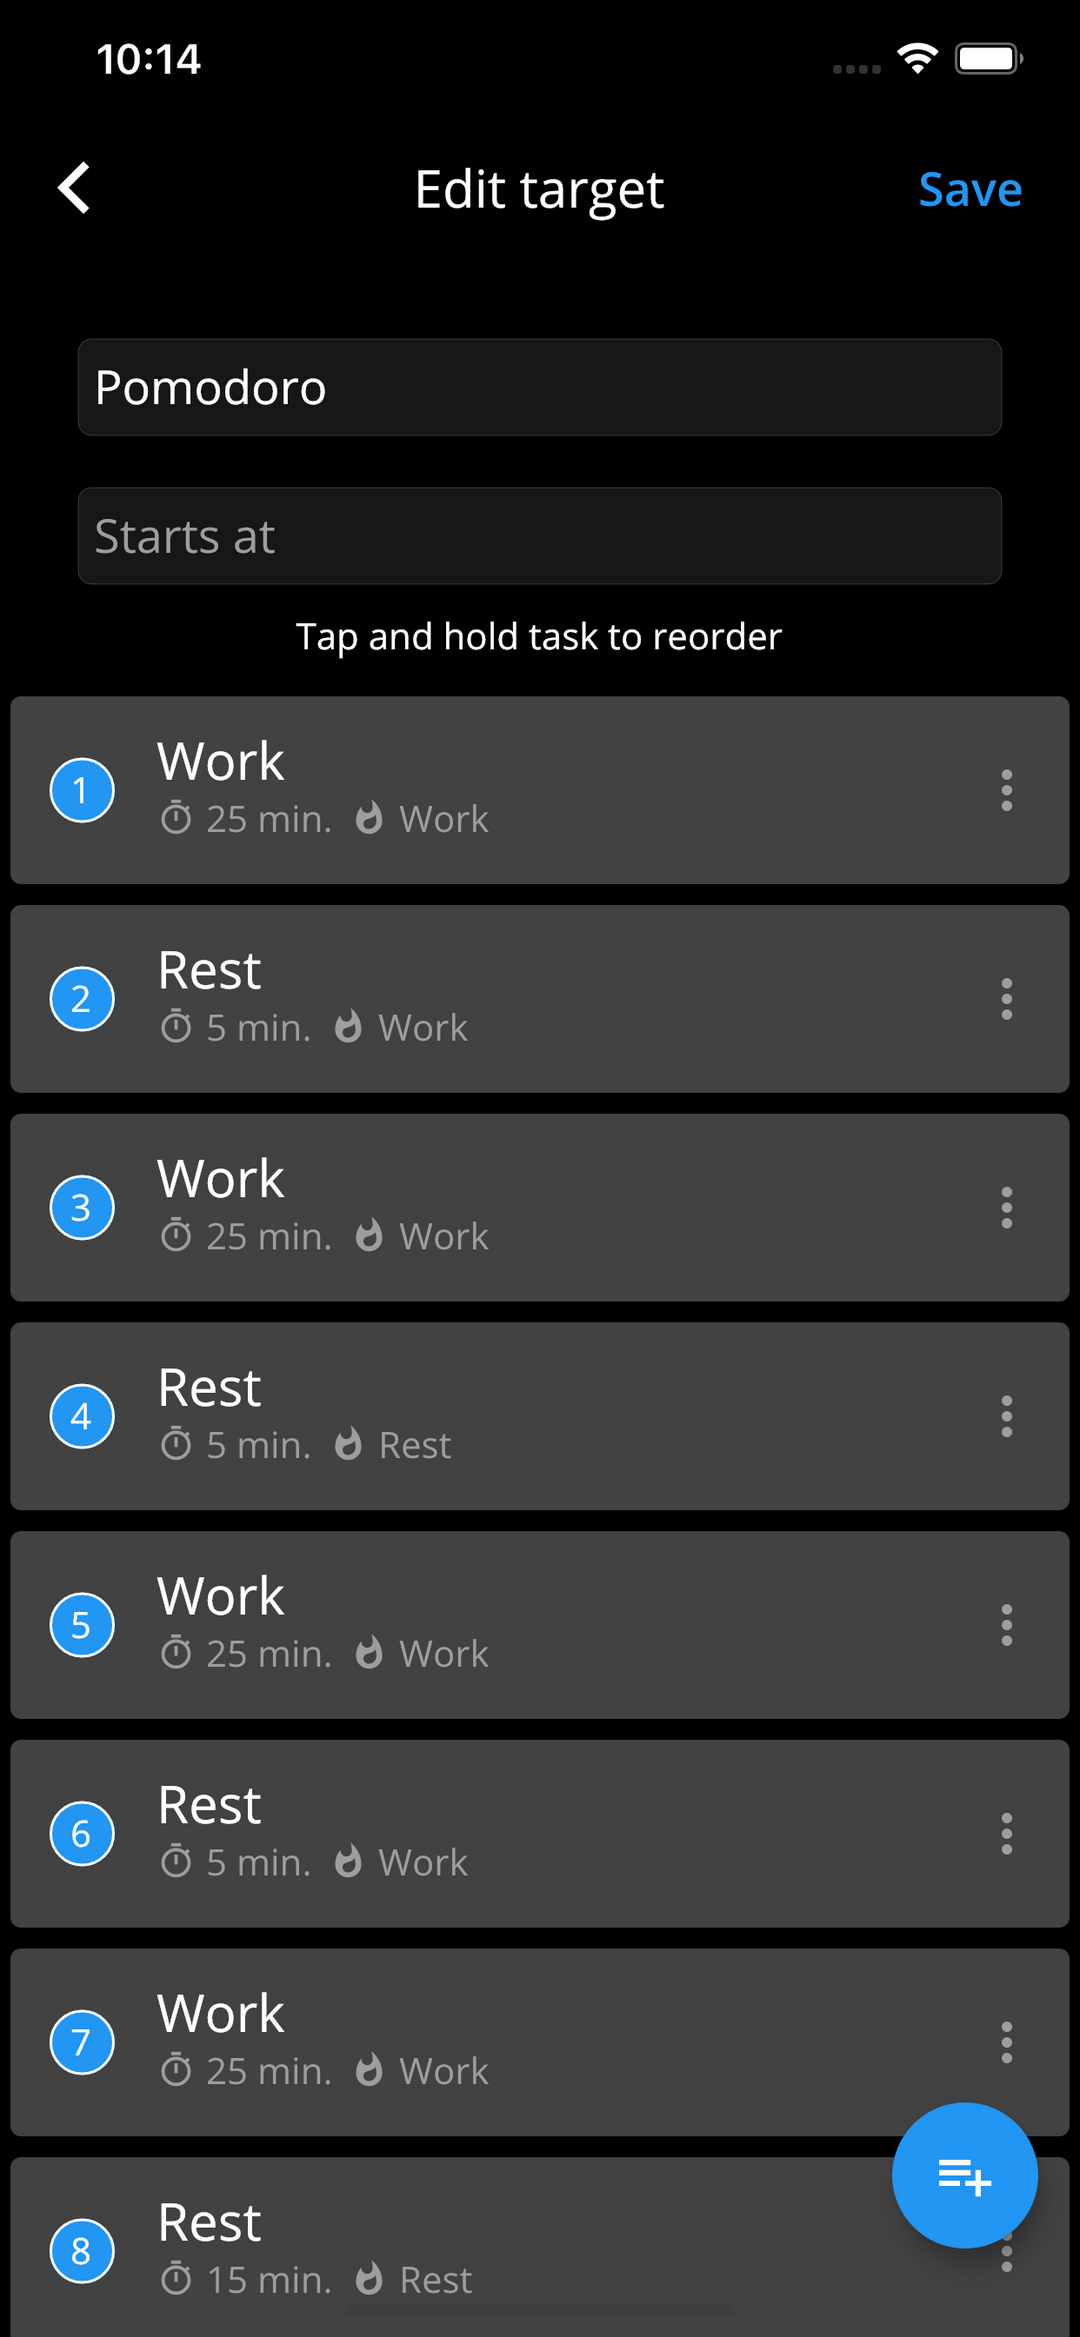 10:14
Edit target
Save
Pomodoro
Starts at
Tap and hold task to reorder
1
Work
25 min. Work
2
Rest
5 min. Work
3
Work
25 min. Work
4
Rest
5 min. Rest
5
Work
25 min. Work
6
Rest
5 min. Work
7
Work
25 min. Work
8
Rest
15 min. Rest